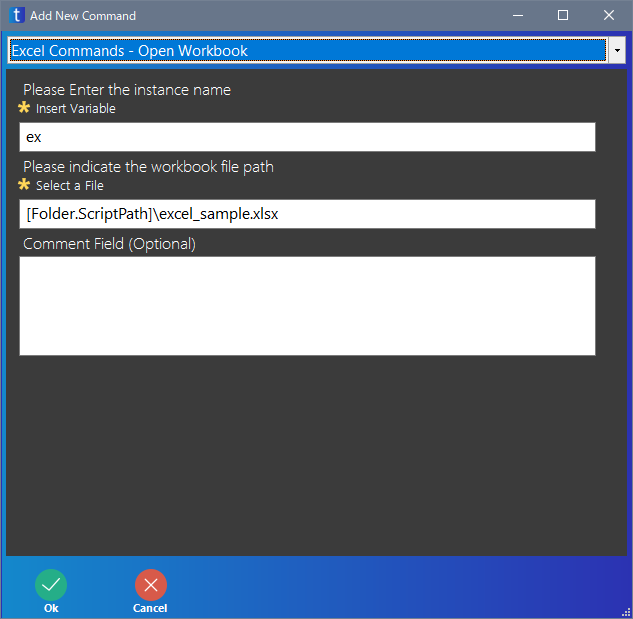 t Add New Command
Excel Commands - Open Workbook
Please Enter the instance name
Insert Variable
ex
Please indicate the workbook file path
Select a File
[Folder.ScriptPath]\excel_sample.xlsx
Comment Field (Optional)
Ok Cancel